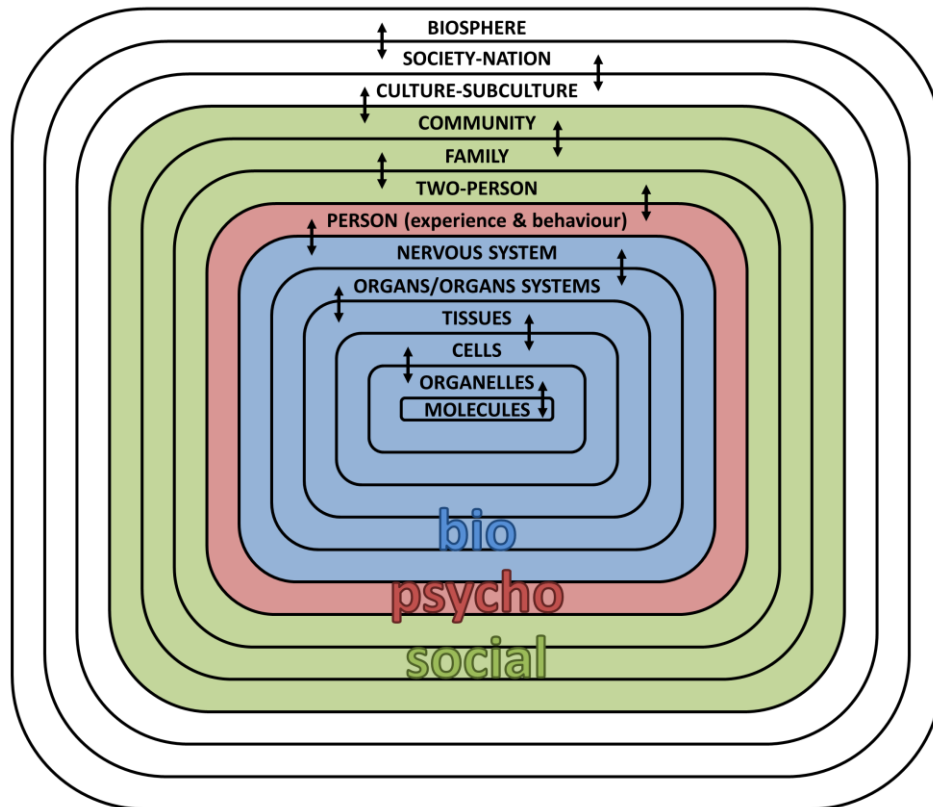 BIOSPHERE
SOCIETY-NATION
CULTURE-SUBCULTURE
COMMUNITY
FAMILY
TWO-PERSON
PERSON (experience & behaviour)
NERVOUS SYSTEM
ORGANS/ORGANS SYSTEMS
TISSUES
CELLS
ORGANELLES
MOLECULES
bio
psycho
social